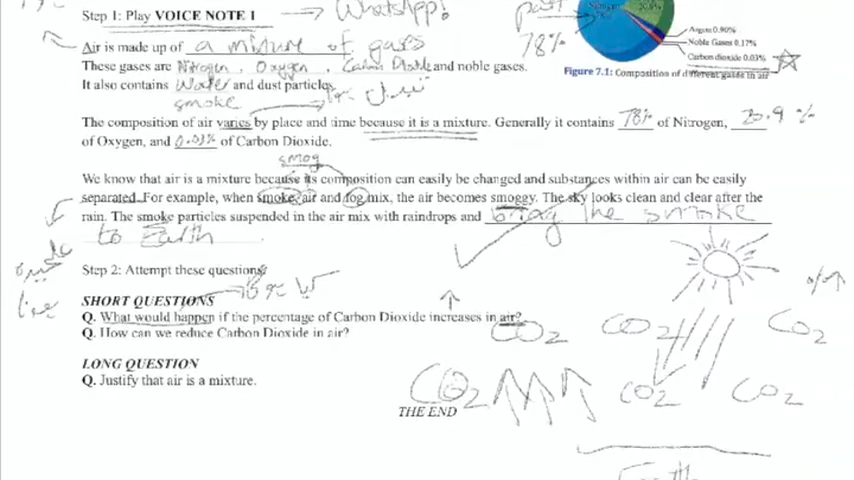 Step 1: Play VOICE NOTE 1 → WhatsApp!
78%
Argon 0.90%
Noble Gases 0.17%
Carbon dioxide 0.03%
Figure 7.1: Composition of different gases in air
Air is made up of a mixture of gases
These gases are Nitrogen, Oxygen, Carbon Dioxide and noble gases.
It also contains Water and dust particles.
smoke
The composition of air varies by place and time because it is a mixture. Generally it contains 78% of Nitrogen, 20.9 %
of Oxygen, and 0.03% of Carbon Dioxide.
smog
We know that air is a mixture because its composition can easily be changed and substances within air can be easily
separated. For example, when smoke, air and fog mix, the air becomes smoggy. The sky looks clean and clear after the
rain. The smoke particles suspended in the air mix with raindrops and bring the smoke
to Earth
Step 2: Attempt these questions:
SHORT QUESTIONS
Q. What would happen if the percentage of Carbon Dioxide increases in air?
Q. How can we reduce Carbon Dioxide in air?
CO2 CO2 CO2
LONG QUESTION
Q. Justify that air is a mixture.
CO2 CO2 CO2
THE END